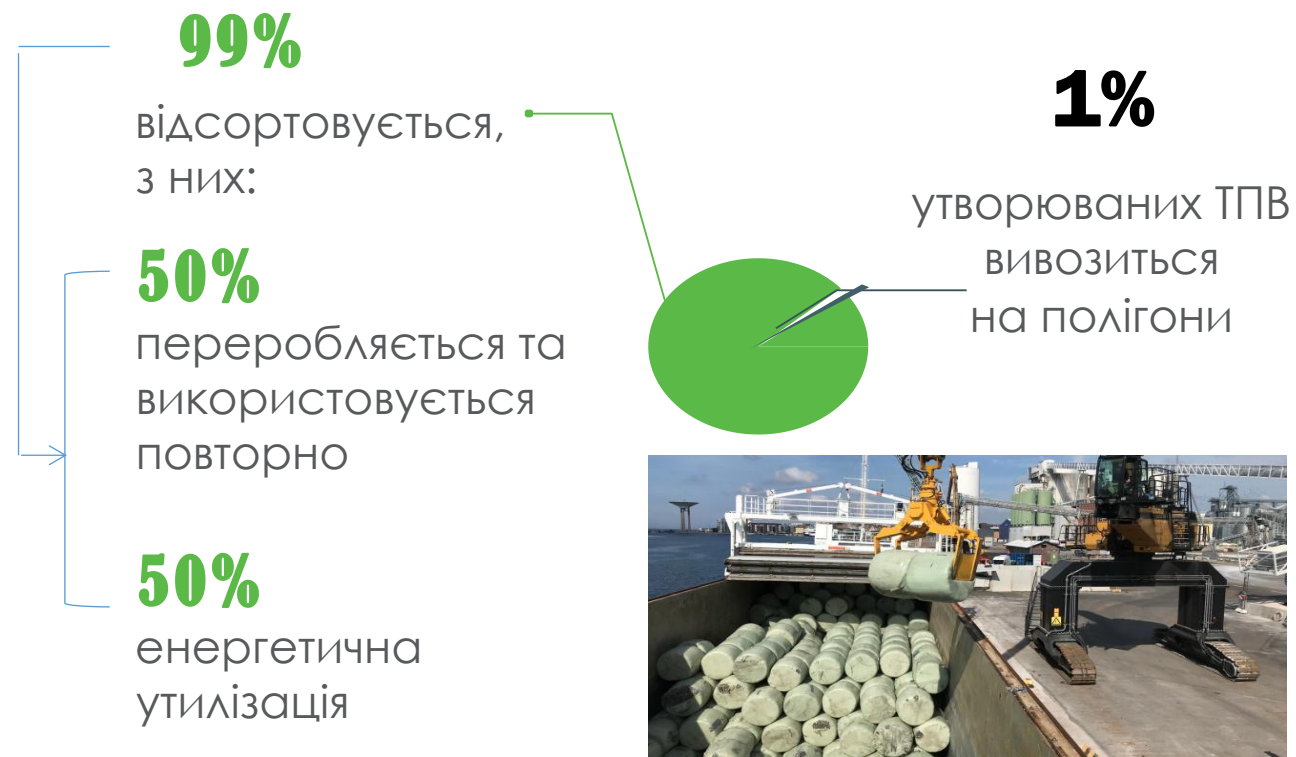 99%
відсортовується,
з них:
50%
переробляється та
використовується
повторно
50%
енергетична
утилізація
1%
утворюваних ТПВ
вивозиться
на полігони